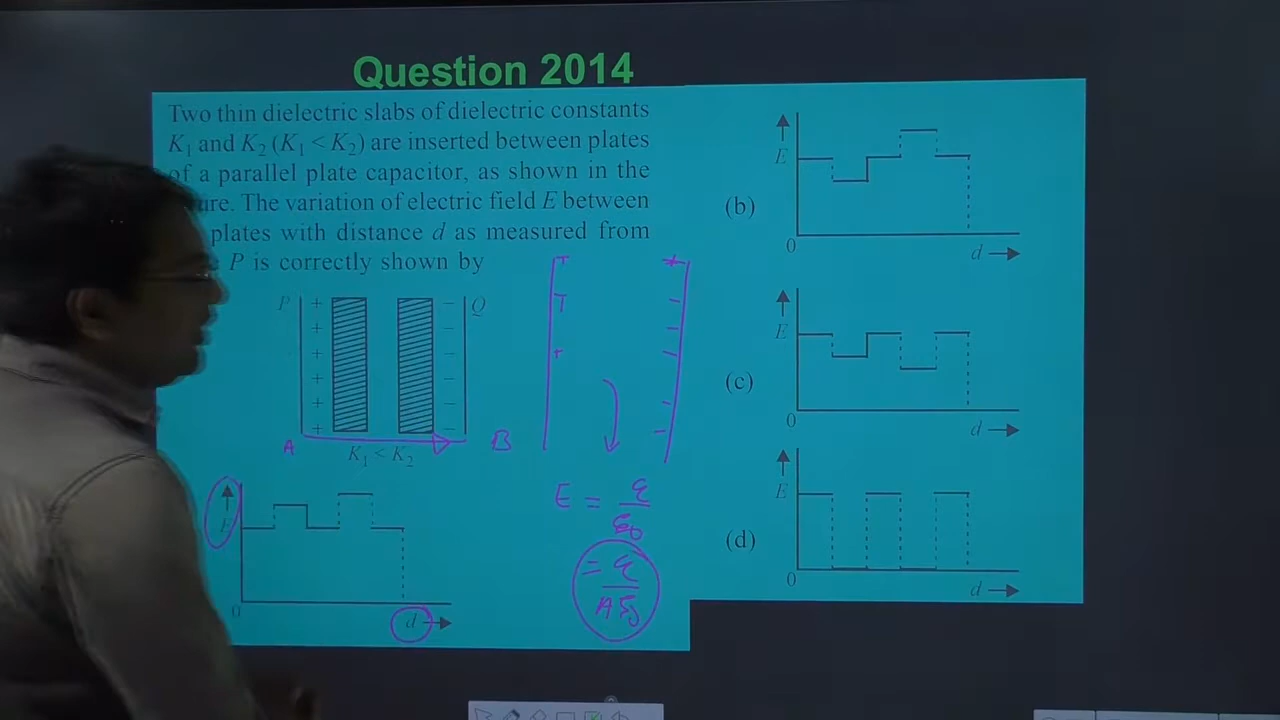 Question 2014
Two thin dielectric slabs of dielectric constants
K₁ and K₂ (K₁ < K₂) are inserted between plates
of a parallel plate capacitor, as shown in the
ure. The variation of electric field E between
plates with distance d as measured from
P is correctly shown by
P + + + + + + − − − − − − Q
A B
K₁ < K₂
+ + +
E = q/ε₀
= q/Aε₀
E
0
d
(b)
E
0
d
(c)
E
0
d
(d)
E
0
d